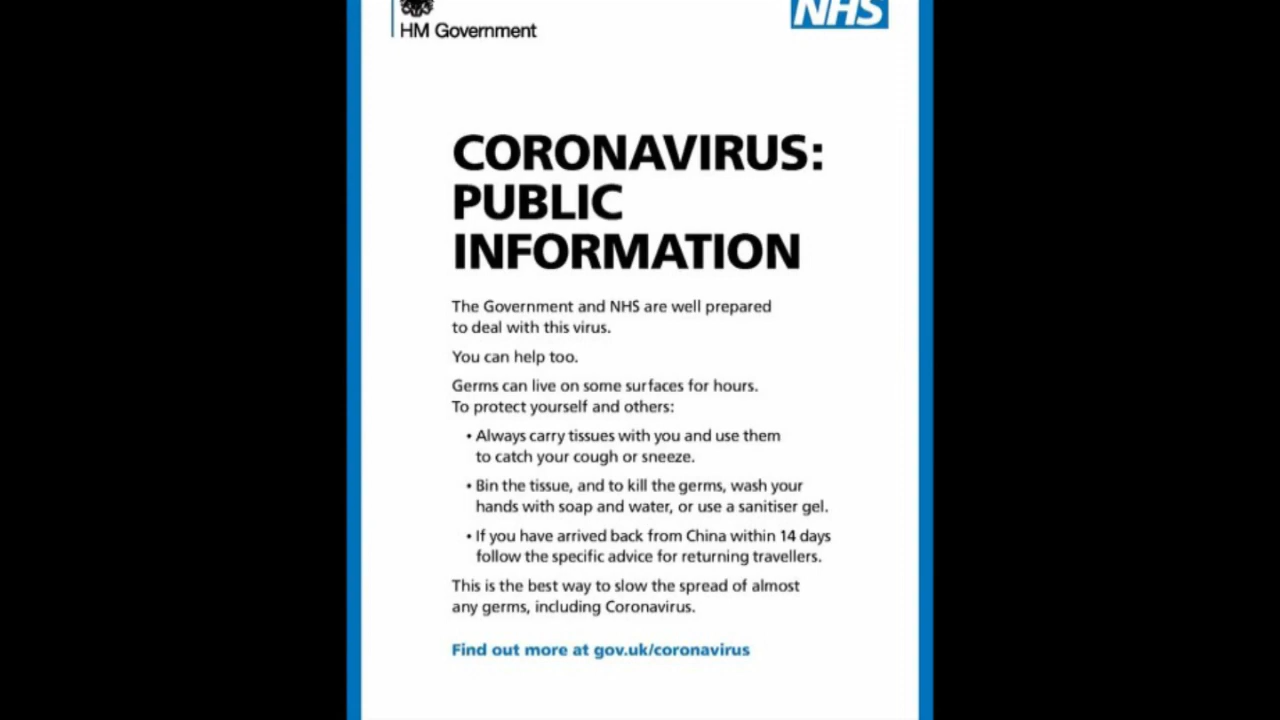 HM Government
NHS
CORONAVIRUS:
PUBLIC
INFORMATION
The Government and NHS are well prepared
to deal with this virus.
You can help too.
Germs can live on some surfaces for hours.
To protect yourself and others:
• Always carry tissues with you and use them
to catch your cough or sneeze.
• Bin the tissue, and to kill the germs, wash your
hands with soap and water, or use a sanitiser gel.
• If you have arrived back from China within 14 days
follow the specific advice for returning travellers.
This is the best way to slow the spread of almost
any germs, including Coronavirus.
Find out more at gov.uk/coronavirus